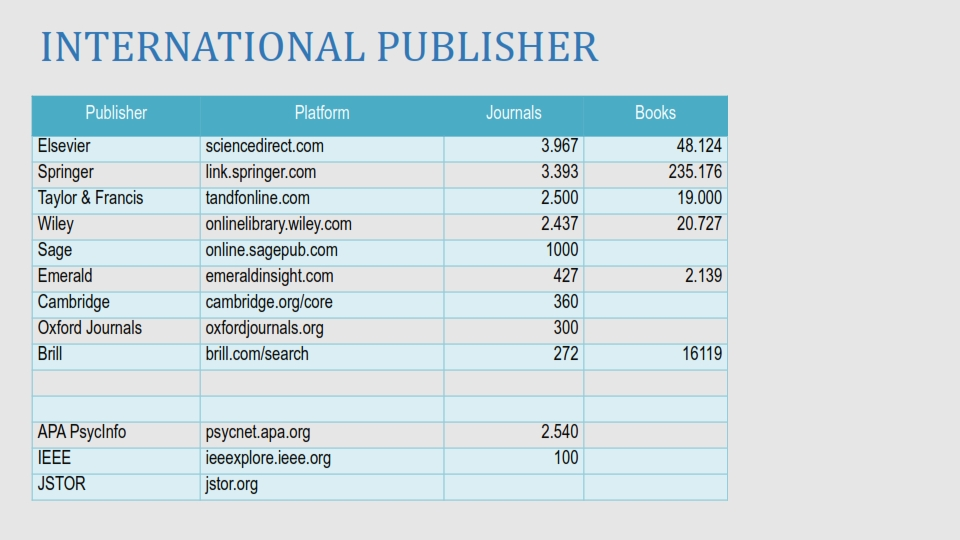 INTERNATIONAL PUBLISHER
Publisher Platform Journals Books
Elsevier sciencedirect.com 3.967 48.124
Springer link.springer.com 3.393 235.176
Taylor & Francis tandfonline.com 2.500 19.000
Wiley onlinelibrary.wiley.com 2.437 20.727
Sage online.sagepub.com 1000
Emerald emeraldinsight.com 427 2.139
Cambridge cambridge.org/core 360
Oxford Journals oxfordjournals.org 300
Brill brill.com/search 272 16119
APA PsycInfo psycnet.apa.org 2.540
IEEE ieeexplore.ieee.org 100
JSTOR jstor.org